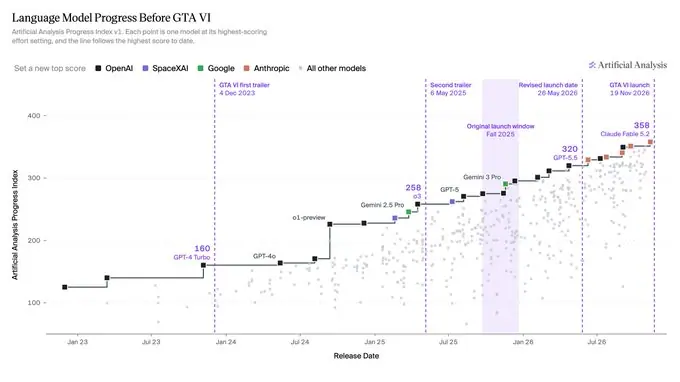 Language Model Progress Before GTA VI
Artificial Analysis Progress Index v1. Each point is one model at its highest-scoring
effort setting, and the line follows the highest score to date.
Set a new top score
OpenAI
SpaceXAI
Google
Anthropic
All other models
Artificial Analysis
GTA VI first trailer
4 Dec 2023
Second trailer
6 May 2025
Revised launch date
26 May 2026
GTA VI launch
19 Nov 2026
Original launch window
Fall 2025
400
300
200
100
Artificial Analysis Progress Index
160
GPT-4 Turbo
GPT-4o
o1-preview
Gemini 2.5 Pro
258
o3
GPT-5
Gemini 3 Pro
320
GPT-5.5
358
Claude Fable 5.2
Jan 23
Jul 23
Jan 24
Jul 24
Jan 25
Jul 25
Jan 26
Jul 26
Release Date